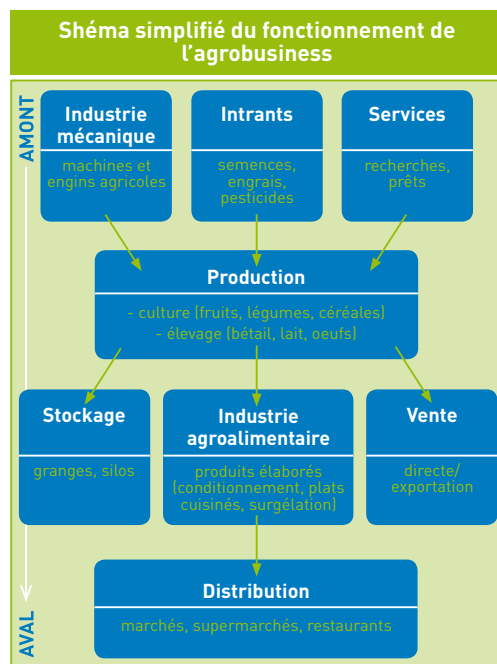 Shéma simplifié du fonctionnement de
l'agrobusiness
AMONT
Industrie
mécanique
machines et
engins agricoles
Intrants
semences,
engrais,
pesticides
Services
recherches,
prêts
Production
- culture (fruits, légumes, céréales)
- élevage (bétail, lait, oeufs)
Stockage
granges, silos
Industrie
agroalimentaire
produits élaborés
(conditionnement, plats
cuisinés, surgélation)
Vente
directe/
exportation
Distribution
marchés, supermarchés, restaurants
AVAL